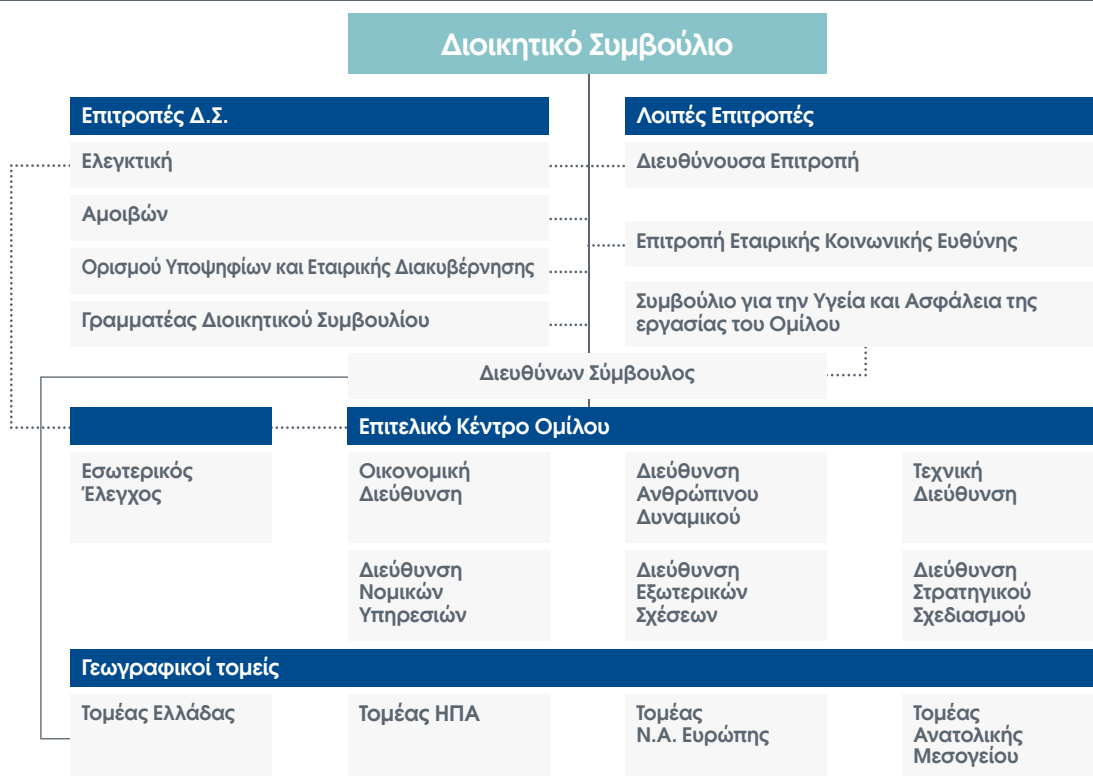 Διοικητικό Συμβούλιο
Επιτροπές Δ.Σ.
Ελεγκτική
Αμοιβών
Ορισμού Υποψηφίων και Εταιρικής Διακυβέρνησης
Γραμματέας Διοικητικού Συμβουλίου
Λοιπές Επιτροπές
Διευθύνουσα Επιτροπή
Επιτροπή Εταιρικής Κοινωνικής Ευθύνης
Συμβούλιο για την Υγεία και Ασφάλεια της
εργασίας του Ομίλου
Διευθύνων Σύμβουλος
Επιτελικό Κέντρο Ομίλου
Εσωτερικός
Έλεγχος
Οικονομική
Διεύθυνση
Διεύθυνση
Ανθρώπινου
Δυναμικού
Τεχνική
Διεύθυνση
Διεύθυνση
Νομικών
Υπηρεσιών
Διεύθυνση
Εξωτερικών
Σχέσεων
Διεύθυνση
Στρατηγικού
Σχεδιασμού
Γεωγραφικοί τομείς
Τομέας Ελλάδας
Τομέας ΗΠΑ
Τομέας
Ν.Α. Ευρώπης
Τομέας
Ανατολικής
Μεσογείου